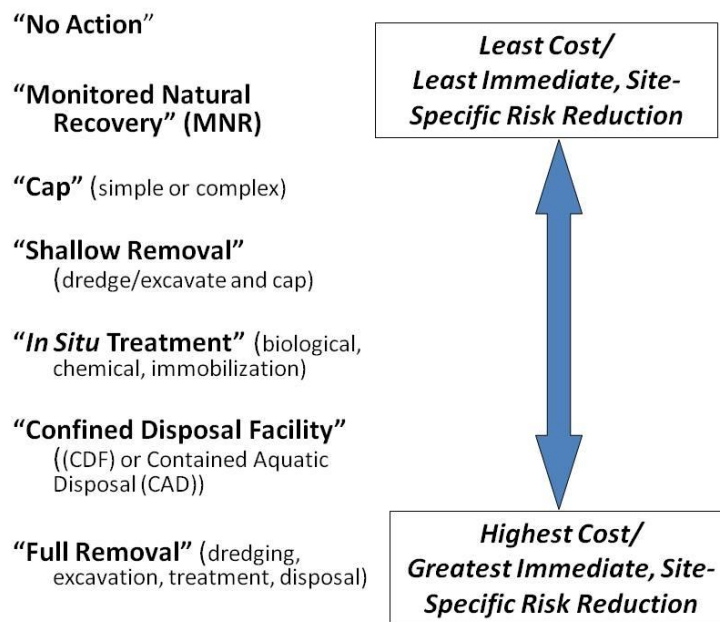 “No Action”
“Monitored Natural
Recovery” (MNR)
“Cap” (simple or complex)
“Shallow Removal”
(dredge/excavate and cap)
“In Situ Treatment” (biological,
chemical, immobilization)
“Confined Disposal Facility”
((CDF) or Contained Aquatic
Disposal (CAD))
“Full Removal” (dredging,
excavation, treatment, disposal)
Least Cost/
Least Immediate, Site-
Specific Risk Reduction
Highest Cost/
Greatest Immediate, Site-
Specific Risk Reduction